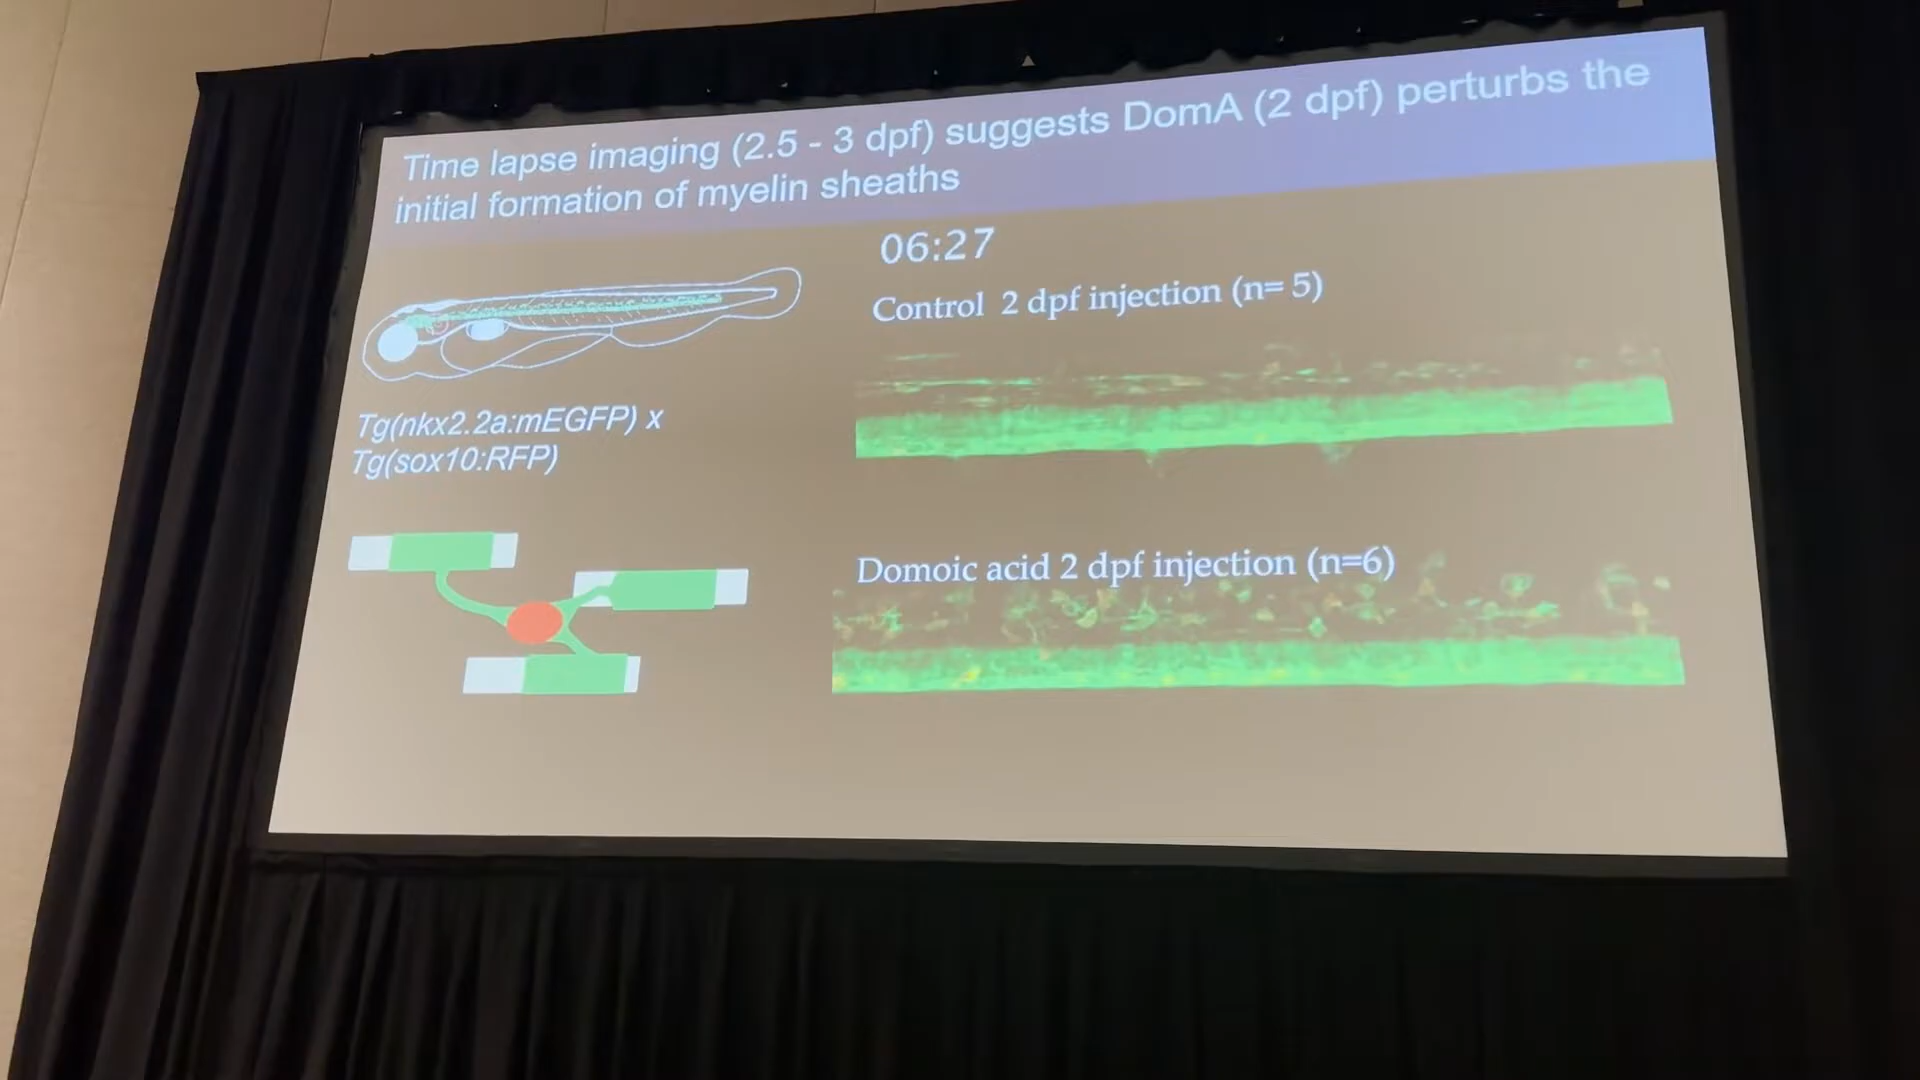 Time lapse imaging (2.5 - 3 dpf) suggests DomA (2 dpf) perturbs the
initial formation of myelin sheaths
06:27
Control 2 dpf injection (n= 5)
Tg(nkx2.2a:mEGFP) x
Tg(sox10:RFP)
Domoic acid 2 dpf injection (n=6)